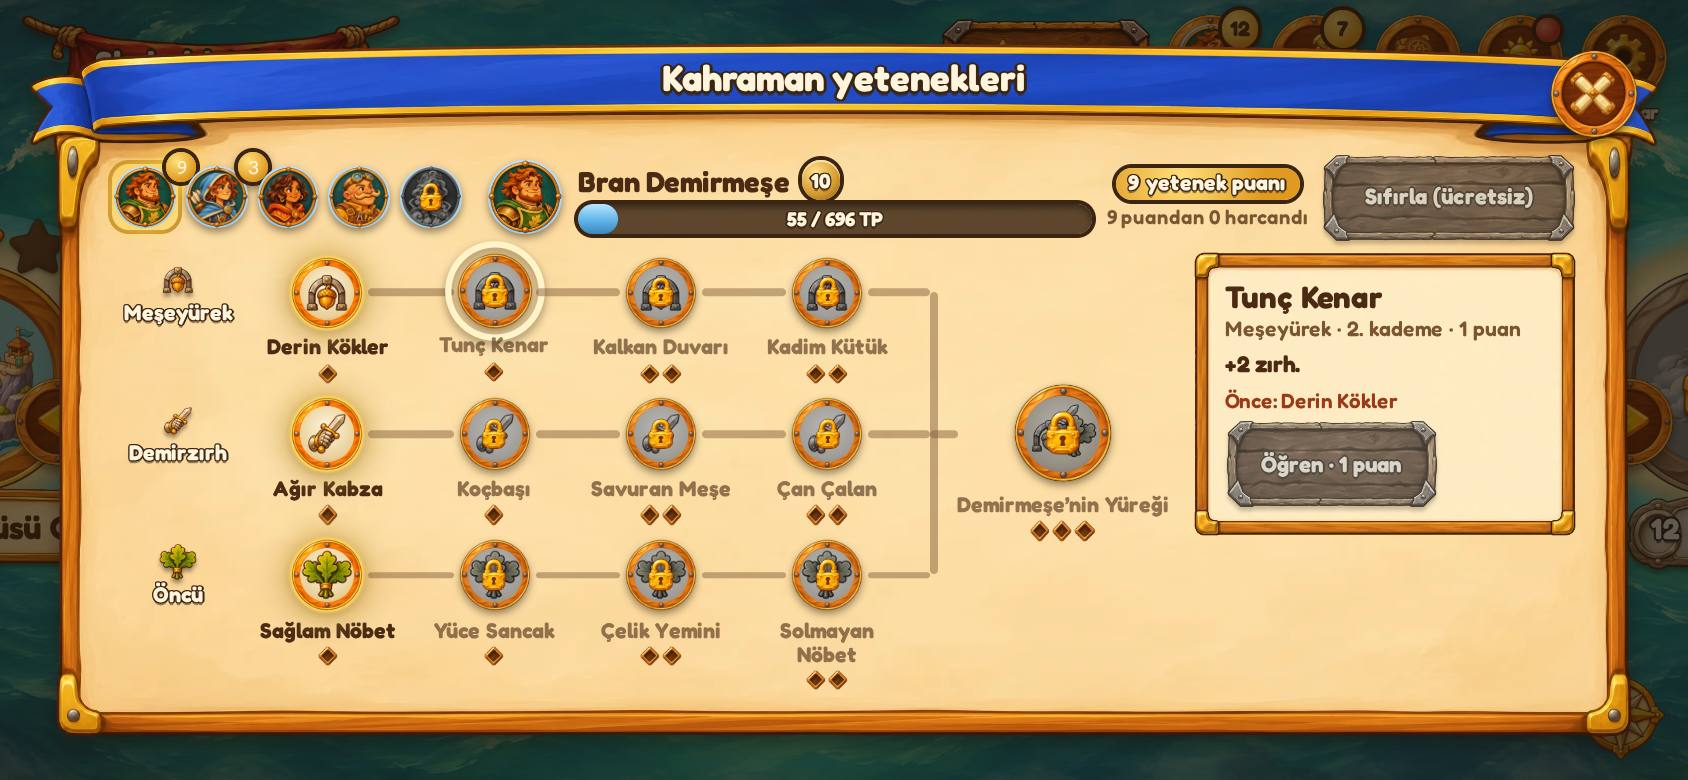 12
7
Kahraman yetenekleri
9
3
Bran Demirmeşe 10
55 / 696 TP
9 yetenek puanı
9 puandan 0 harcandı
Sıfırla (ücretsiz)
Meşeyürek
Derin Kökler
Tunç Kenar
Kalkan Duvarı
Kadim Kütük
Demirzırh
Ağır Kabza
Koçbaşı
Savuran Meşe
Çan Çalan
Öncü
Sağlam Nöbet
Yüce Sancak
Çelik Yemini
Solmayan
Nöbet
Demirmeşe'nin Yüreği
Tunç Kenar
Meşeyürek · 2. kademe · 1 puan
+2 zırh.
Önce: Derin Kökler
Öğren · 1 puan
12